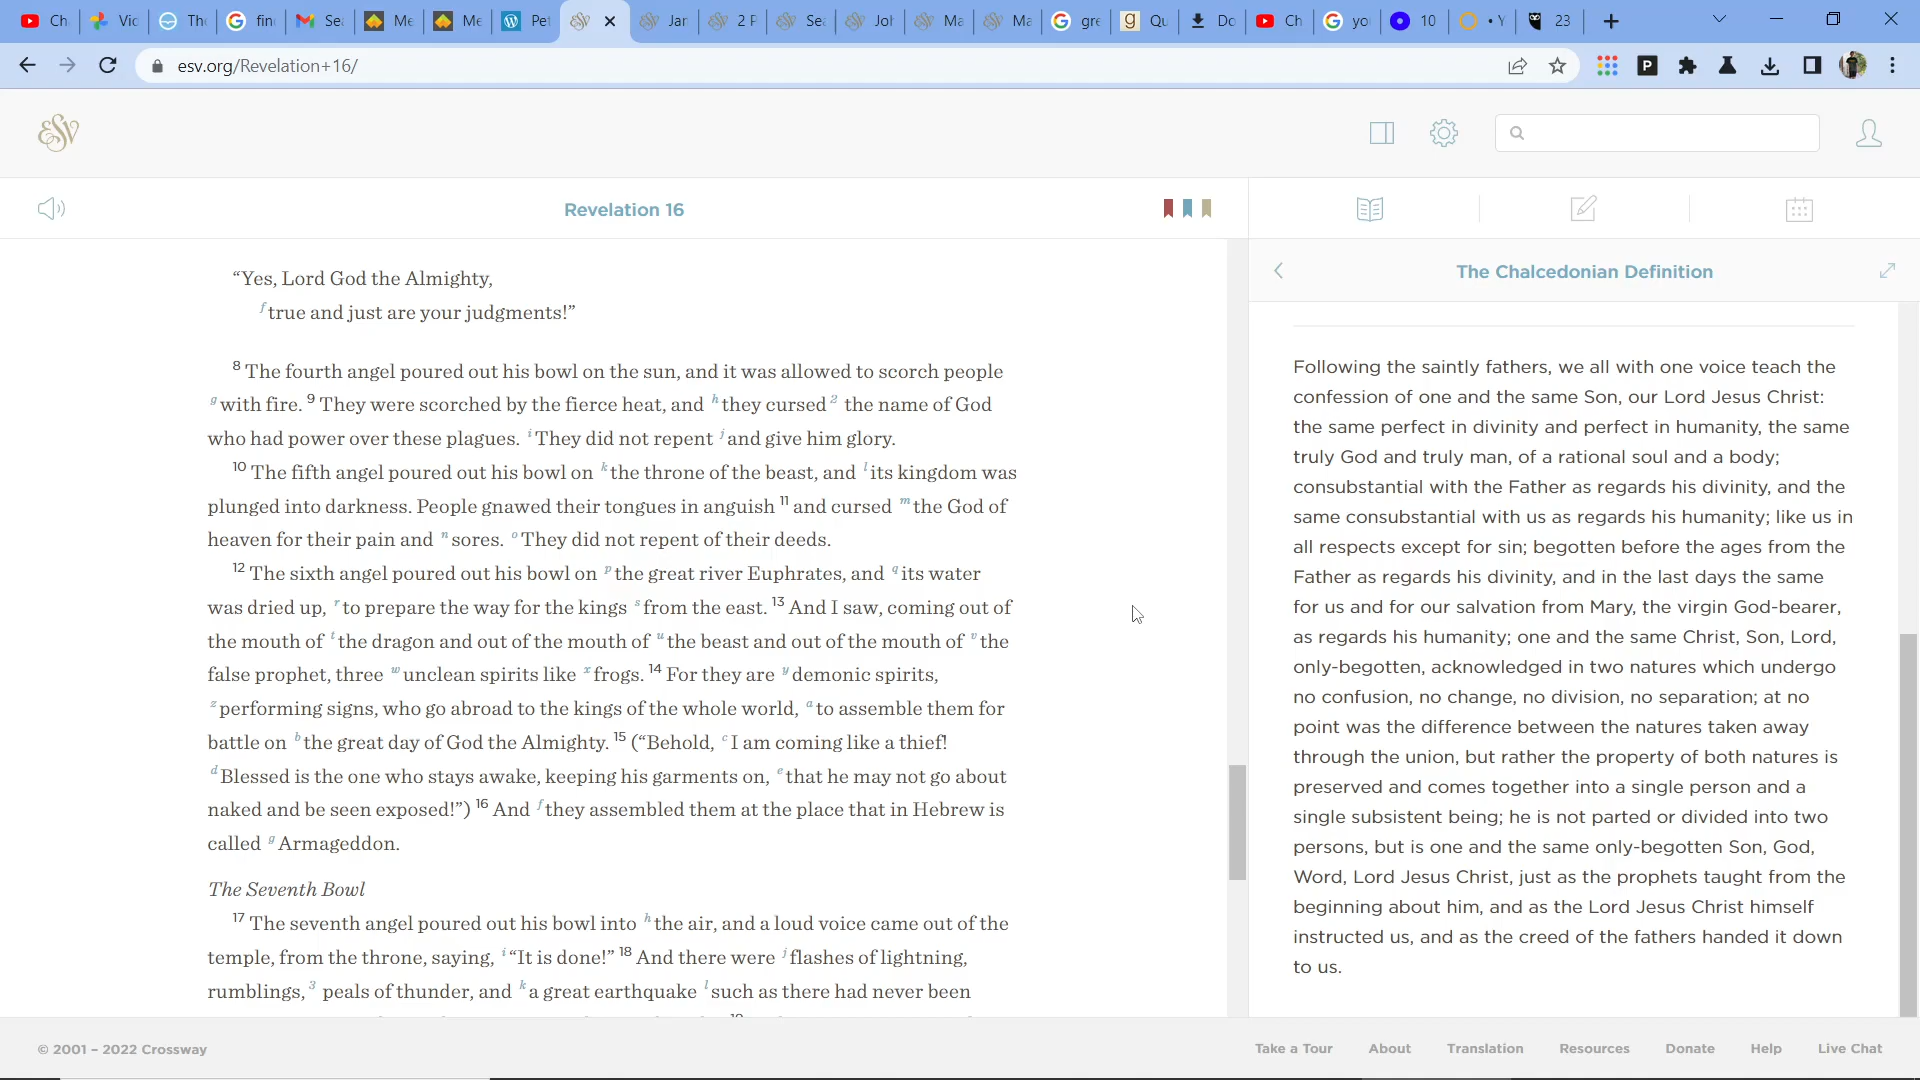 Ch
Vic
Th
fin
Sea
Me
Me
Pet
Jar
2 P
Sea
Joh
Ma
Ma
gre
Qu
Do
Ch
yo
10
Y
23
esv.org/Revelation+16/
ESV
Revelation 16
“Yes, Lord God the Almighty,
f true and just are your judgments!”
8 The fourth angel poured out his bowl on the sun, and it was allowed to scorch people
g with fire. 9 They were scorched by the fierce heat, and h they cursed 2 the name of God
who had power over these plagues. i They did not repent j and give him glory.
10 The fifth angel poured out his bowl on k the throne of the beast, and l its kingdom was
plunged into darkness. People gnawed their tongues in anguish 11 and cursed m the God of
heaven for their pain and n sores. o They did not repent of their deeds.
12 The sixth angel poured out his bowl on p the great river Euphrates, and q its water
was dried up, r to prepare the way for the kings s from the east. 13 And I saw, coming out of
the mouth of t the dragon and out of the mouth of u the beast and out of the mouth of v the
false prophet, three w unclean spirits like x frogs. 14 For they are y demonic spirits,
z performing signs, who go abroad to the kings of the whole world, a to assemble them for
battle on b the great day of God the Almighty. 15 (“Behold, c I am coming like a thief!
d Blessed is the one who stays awake, keeping his garments on, e that he may not go about
naked and be seen exposed!”) 16 And f they assembled them at the place that in Hebrew is
called g Armageddon.
The Seventh Bowl
17 The seventh angel poured out his bowl into h the air, and a loud voice came out of the
temple, from the throne, saying, i “It is done!” 18 And there were j flashes of lightning,
rumblings, 3 peals of thunder, and k a great earthquake l such as there had never been
The Chalcedonian Definition
Following the saintly fathers, we all with one voice teach the
confession of one and the same Son, our Lord Jesus Christ:
the same perfect in divinity and perfect in humanity, the same
truly God and truly man, of a rational soul and a body;
consubstantial with the Father as regards his divinity, and the
same consubstantial with us as regards his humanity; like us in
all respects except for sin; begotten before the ages from the
Father as regards his divinity, and in the last days the same
for us and for our salvation from Mary, the virgin God-bearer,
as regards his humanity; one and the same Christ, Son, Lord,
only-begotten, acknowledged in two natures which undergo
no confusion, no change, no division, no separation; at no
point was the difference between the natures taken away
through the union, but rather the property of both natures is
preserved and comes together into a single person and a
single subsistent being; he is not parted or divided into two
persons, but is one and the same only-begotten Son, God,
Word, Lord Jesus Christ, just as the prophets taught from the
beginning about him, and as the Lord Jesus Christ himself
instructed us, and as the creed of the fathers handed it down
to us.
© 2001 – 2022 Crossway
Take a Tour
About
Translation
Resources
Donate
Help
Live Chat